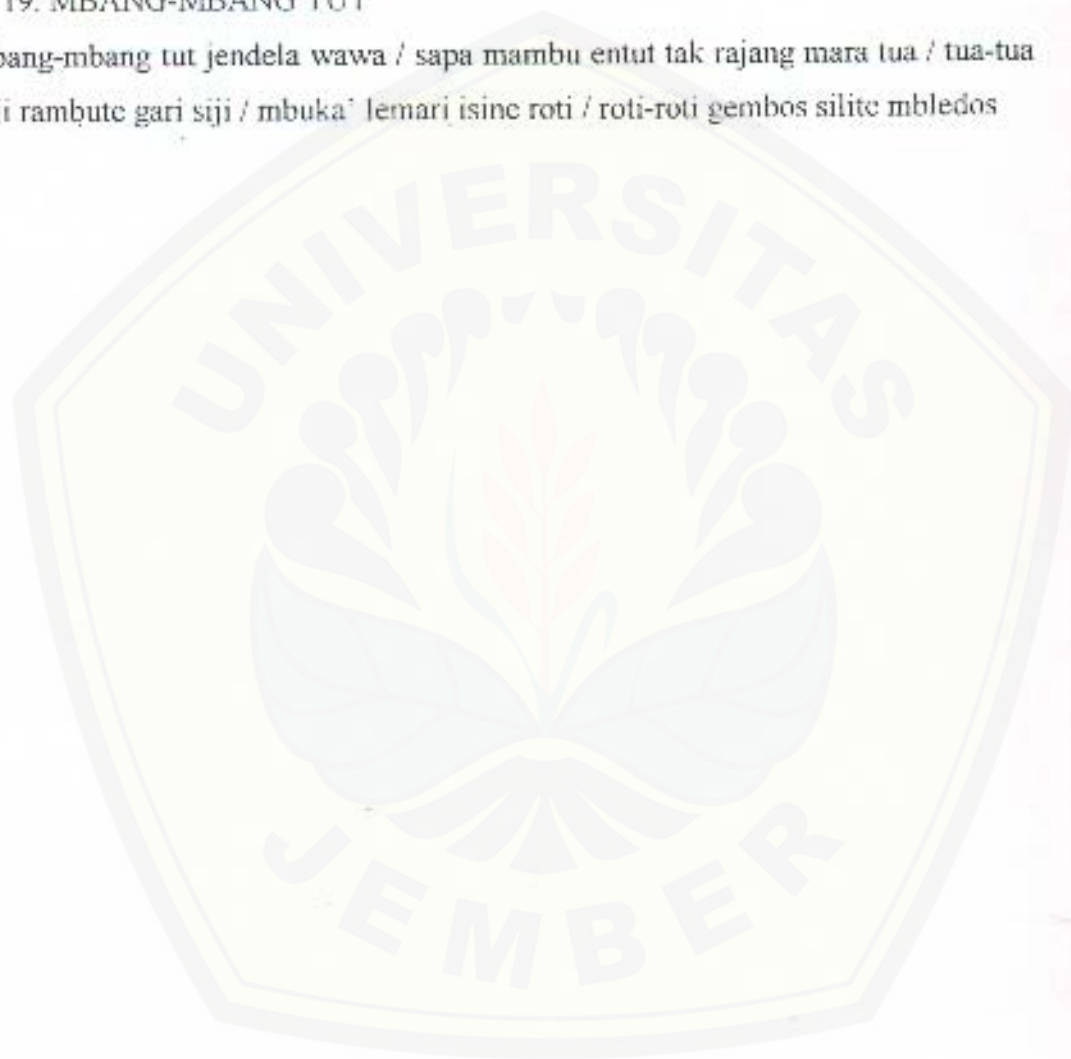 19. MBANG-MBANG TUT
bang-mbang tut jendela wawa / sapa mambu entut tak rajang mara tua / tua-tua
ji rambute gari siji / mbuka' lemari isine roti / roti-roti gembos silite mbledos
UNIVERSITAS
JEMBER